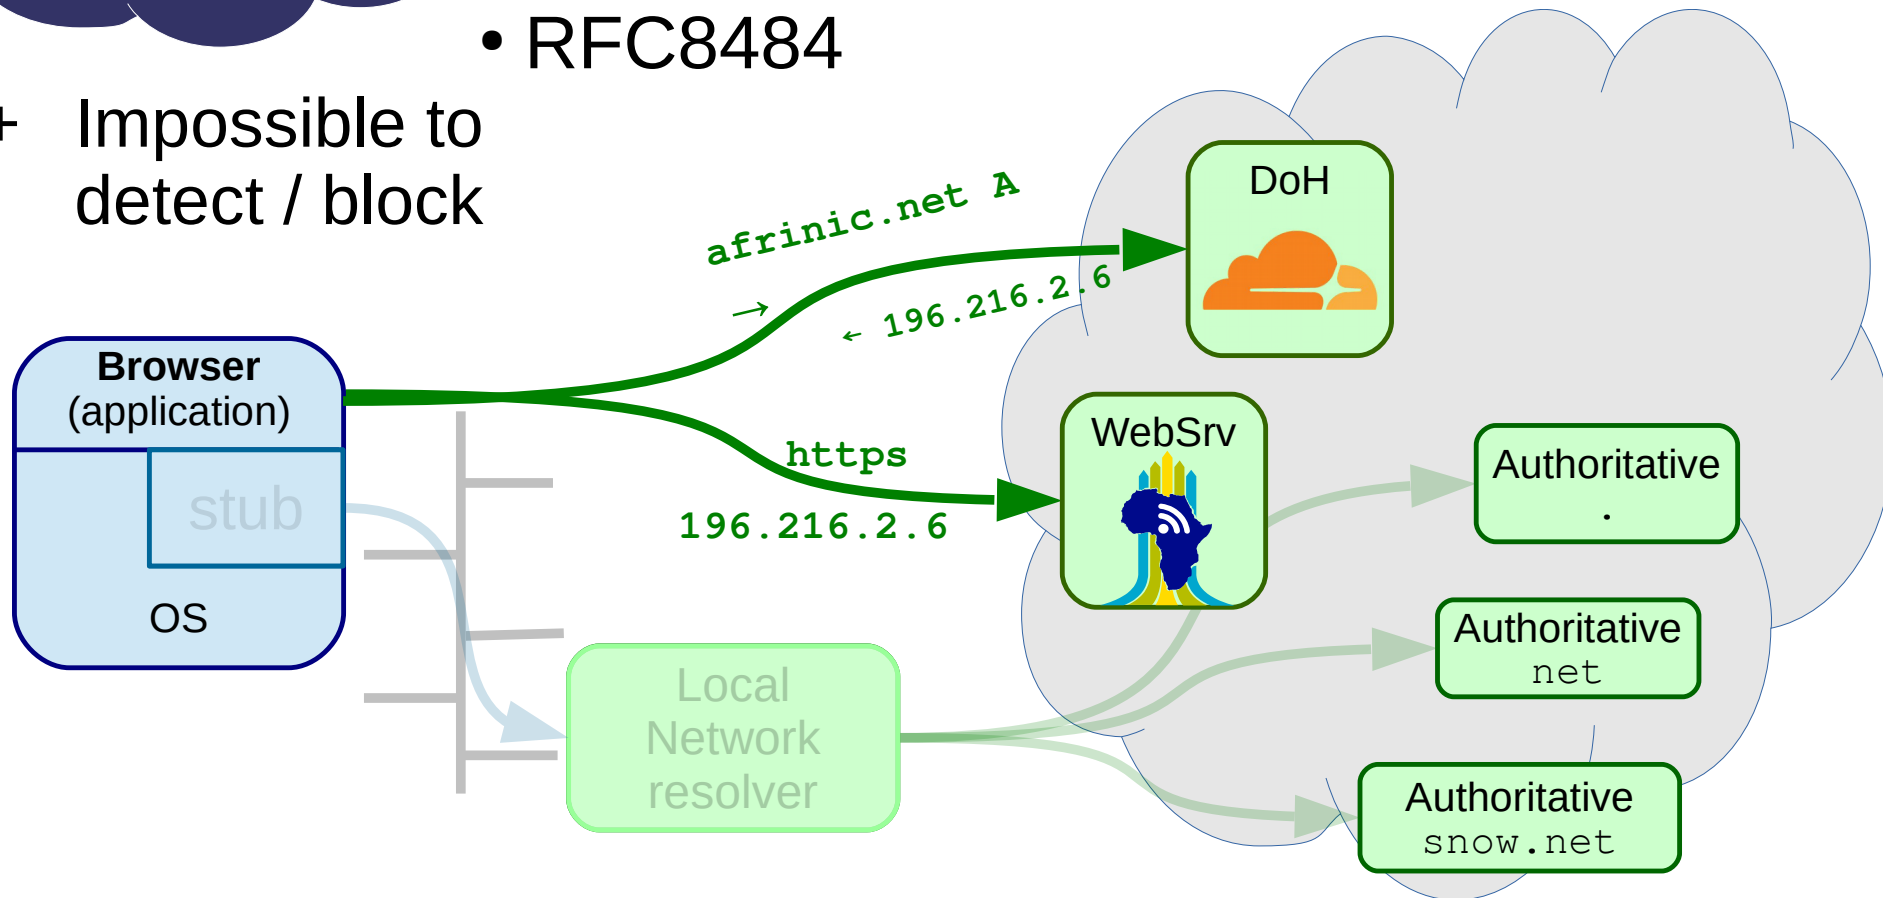 • RFC8484
+ Impossible to
detect / block
afrinic.net A
→
← 196.216.2.6
DoH
Browser
(application)
stub
OS
https
196.216.2.6
WebSrv
Authoritative
.
Authoritative
net
Local
Network
resolver
Authoritative
snow.net